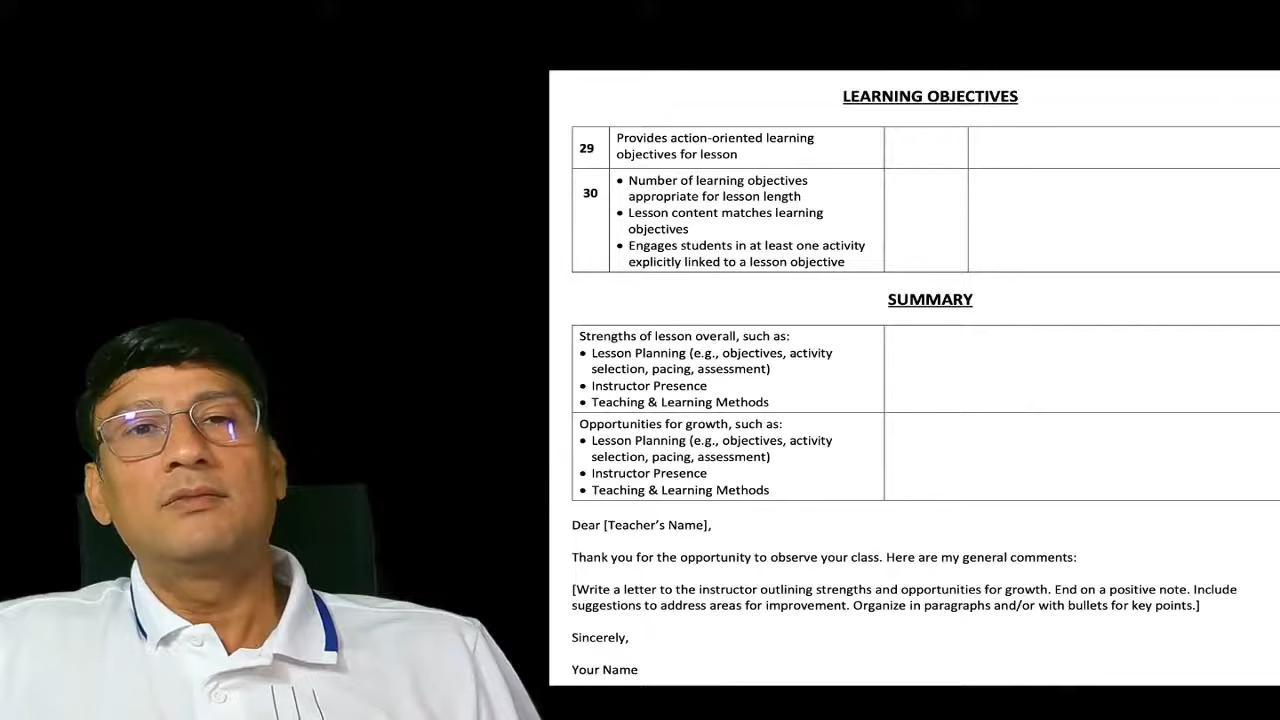 LEARNING OBJECTIVES
29
Provides action-oriented learning
objectives for lesson
30
• Number of learning objectives
appropriate for lesson length
• Lesson content matches learning
objectives
• Engages students in at least one activity
explicitly linked to a lesson objective
SUMMARY
Strengths of lesson overall, such as:
• Lesson Planning (e.g., objectives, activity
selection, pacing, assessment)
• Instructor Presence
• Teaching & Learning Methods
Opportunities for growth, such as:
• Lesson Planning (e.g., objectives, activity
selection, pacing, assessment)
• Instructor Presence
• Teaching & Learning Methods
Dear [Teacher’s Name],
Thank you for the opportunity to observe your class. Here are my general comments:
[Write a letter to the instructor outlining strengths and opportunities for growth. End on a positive note. Include
suggestions to address areas for improvement. Organize in paragraphs and/or with bullets for key points.]
Sincerely,
Your Name